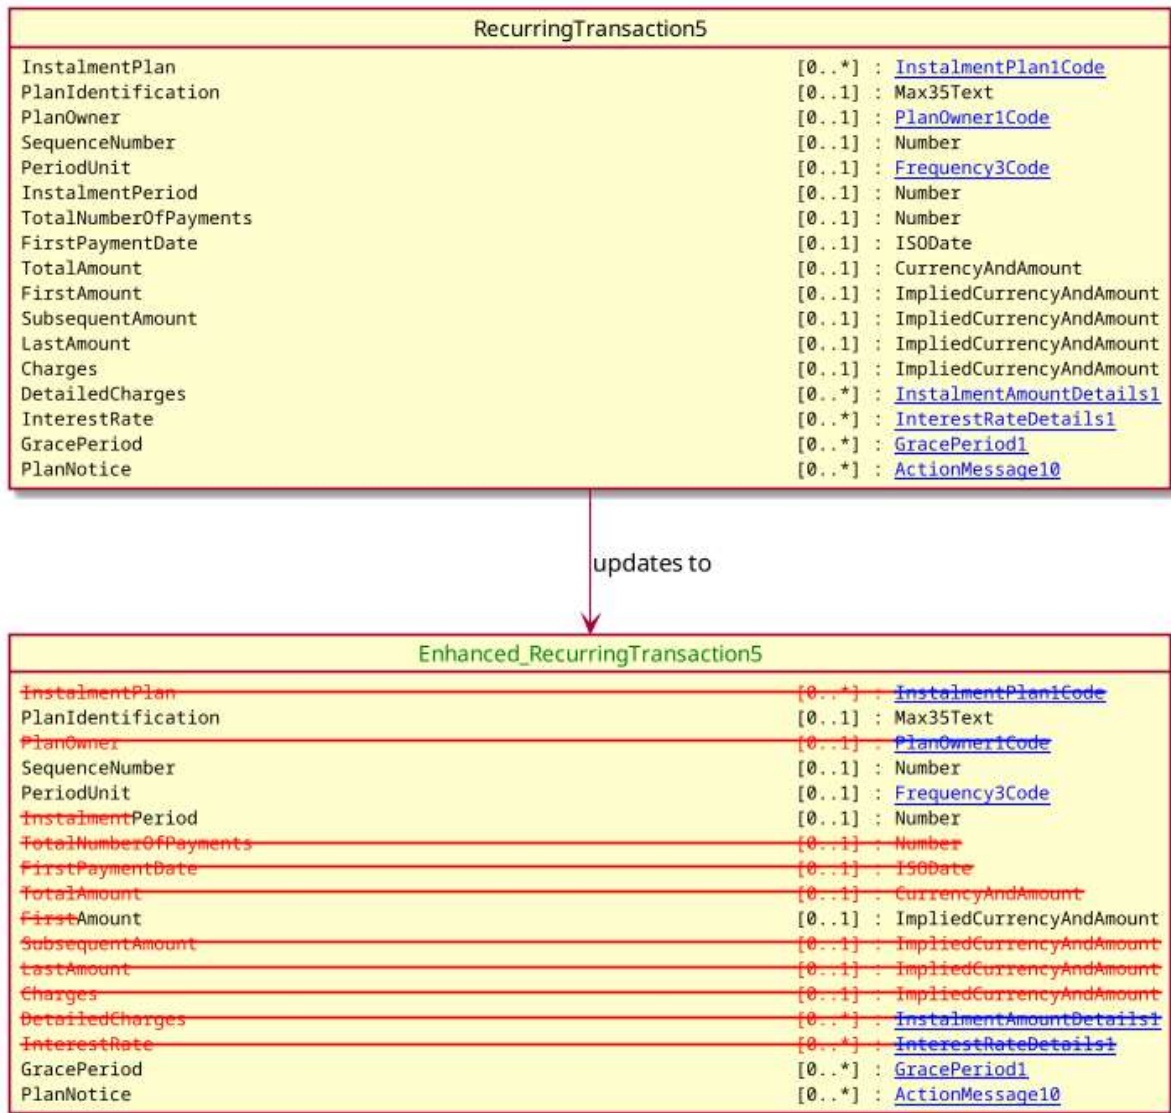 RecurringTransaction5
InstalmentPlan [0..*] : InstalmentPlan1Code
PlanIdentification [0..1] : Max35Text
PlanOwner [0..1] : PlanOwner1Code
SequenceNumber [0..1] : Number
PeriodUnit [0..1] : Frequency3Code
InstalmentPeriod [0..1] : Number
TotalNumberOfPayments [0..1] : Number
FirstPaymentDate [0..1] : ISODate
TotalAmount [0..1] : CurrencyAndAmount
FirstAmount [0..1] : ImpliedCurrencyAndAmount
SubsequentAmount [0..1] : ImpliedCurrencyAndAmount
LastAmount [0..1] : ImpliedCurrencyAndAmount
Charges [0..1] : ImpliedCurrencyAndAmount
DetailedCharges [0..*] : InstalmentAmountDetails1
InterestRate [0..*] : InterestRateDetails1
GracePeriod [0..*] : GracePeriod1
PlanNotice [0..*] : ActionMessage10
updates to
Enhanced_RecurringTransaction5
InstalmentPlan [0..*] : InstalmentPlan1Code
PlanIdentification [0..1] : Max35Text
PlanOwner [0..1] : PlanOwner1Code
SequenceNumber [0..1] : Number
PeriodUnit [0..1] : Frequency3Code
InstalmentPeriod [0..1] : Number
TotalNumberOfPayments [0..1] : Number
FirstPaymentDate [0..1] : ISODate
TotalAmount [0..1] : CurrencyAndAmount
FirstAmount [0..1] : ImpliedCurrencyAndAmount
SubsequentAmount [0..1] : ImpliedCurrencyAndAmount
LastAmount [0..1] : ImpliedCurrencyAndAmount
Charges [0..1] : ImpliedCurrencyAndAmount
DetailedCharges [0..*] : InstalmentAmountDetails1
InterestRate [0..*] : InterestRateDetails1
GracePeriod [0..*] : GracePeriod1
PlanNotice [0..*] : ActionMessage10